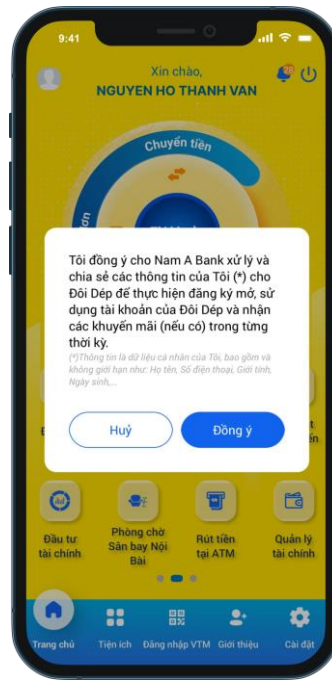 9:41
Xin chào,
NGUYEN HO THANH VAN
Chuyển tiền
Tôi đồng ý cho Nam A Bank xử lý và
chia sẻ các thông tin của Tôi (*) cho
Đôi Dép để thực hiện đăng ký mở, sử
dụng tài khoản của Đôi Dép và nhận
các khuyến mãi (nếu có) trong từng
thời kỳ.
(*)Thông tin là dữ liệu cá nhân của Tôi, bao gồm và
không giới hạn như: Họ tên, Số điện thoại, Giới tính,
Ngày sinh,...
Huỷ Đồng ý
Đầu tư
tài chính
Phòng chờ
Sân bay Nội
Bài
Rút tiền
tại ATM
Quản lý
tài chính
Trang chủ Tiện ích Đăng nhập VTM Giới thiệu Cài đặt